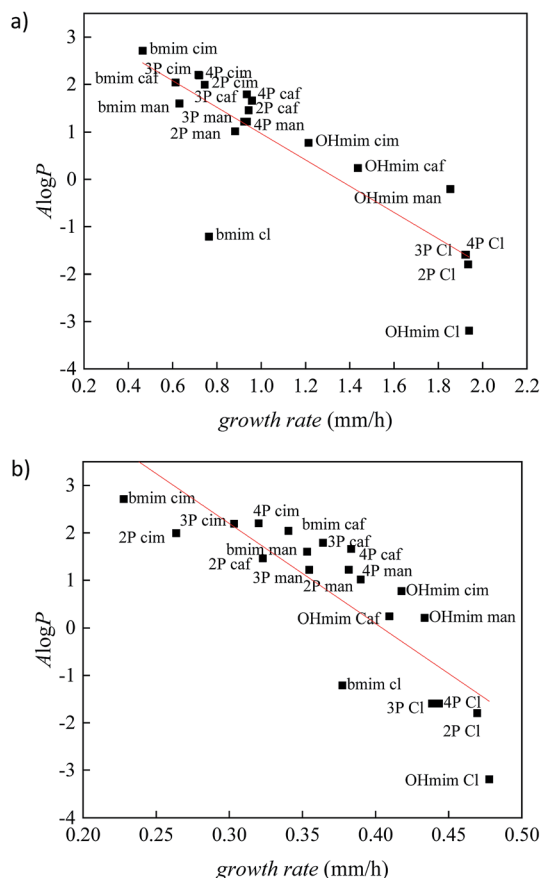 a)
3
2
1
0
-1
-2
-3
-4
AlogP
bmim cim
3P cim
4P cim
bmim caf
2P cim
3P caf
4P caf
bmim man
2P caf
3P man
4P man
2P man
OHmim cim
OHmim caf
OHmim man
bmim cl
3P Cl
4P Cl
2P Cl
OHmim Cl
0.2 0.4 0.6 0.8 1.0 1.2 1.4 1.6 1.8 2.0 2.2
growth rate (mm/h)
b)
3
2
1
0
-1
-2
-3
-4
AlogP
bmim cim
2P cim
3P cim
4P cim
bmim caf
3P caf
bmim man
4P caf
2P caf
3P man
2P man
4P man
OHmim cim
OHmim Caf
OHmim man
bmim cl
3P Cl
4P Cl
2P Cl
OHmim Cl
0.20 0.25 0.30 0.35 0.40 0.45 0.50
growth rate (mm/h)